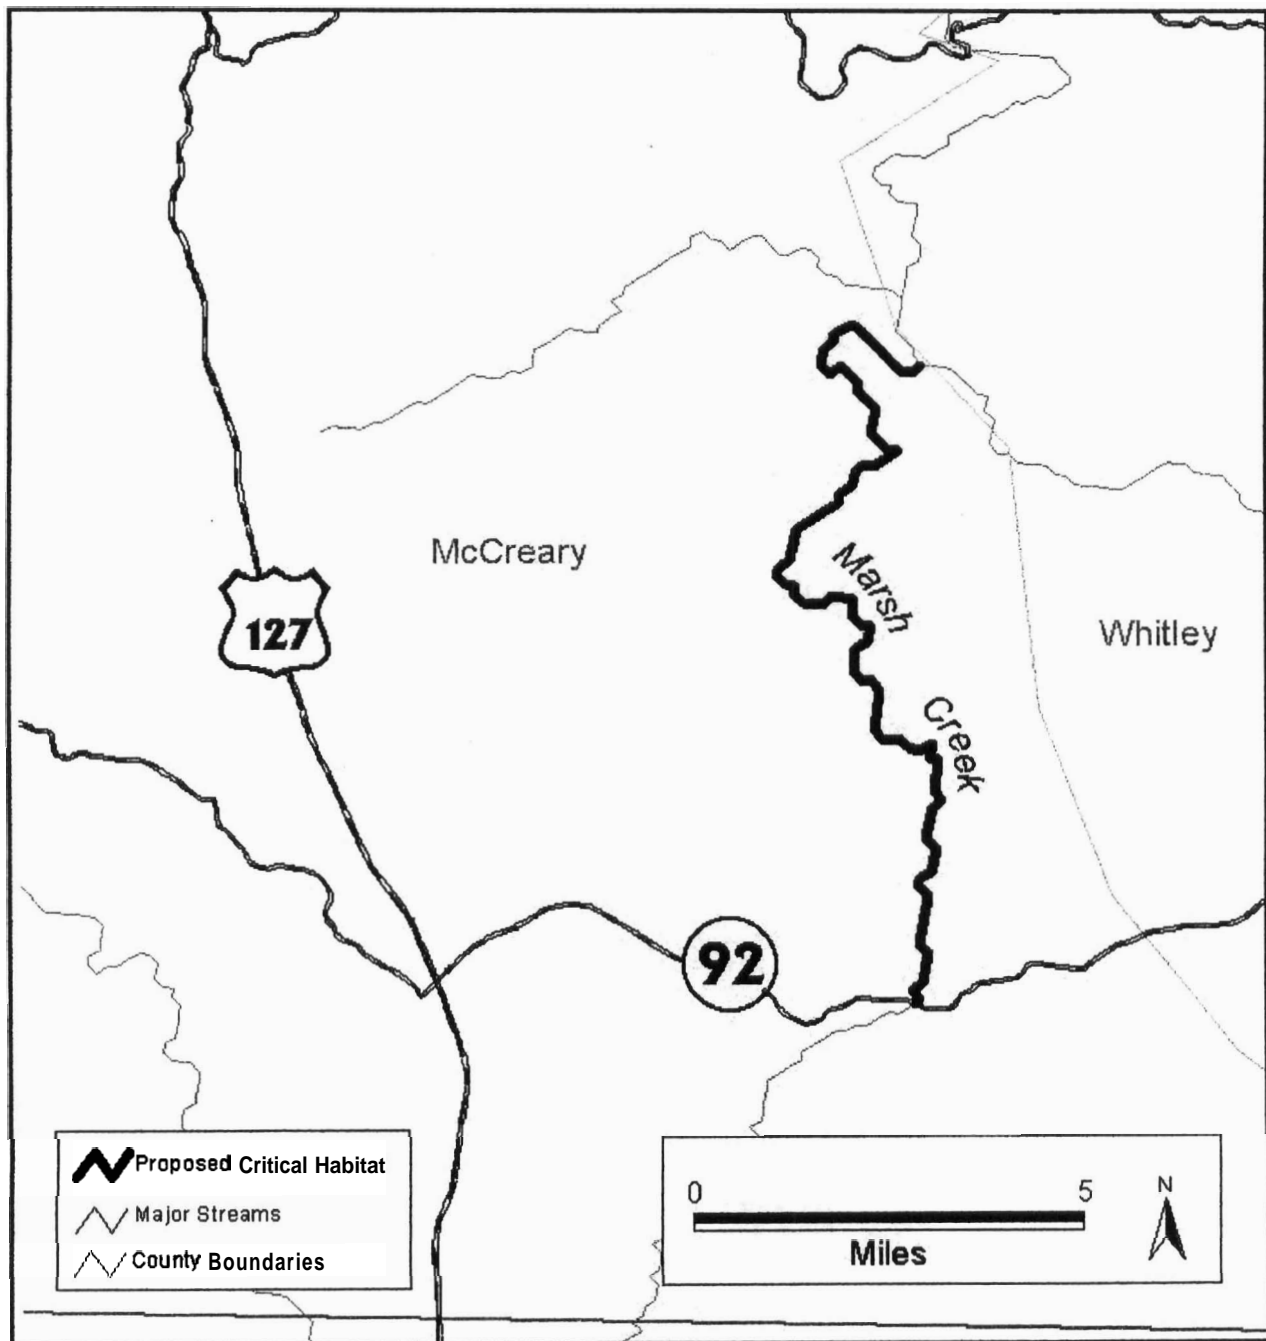 McCreary
Marsh
127
Whitley
Creek
92
Proposed Critical Habitat
Major Streams
County Boundaries
0 5
N
Miles